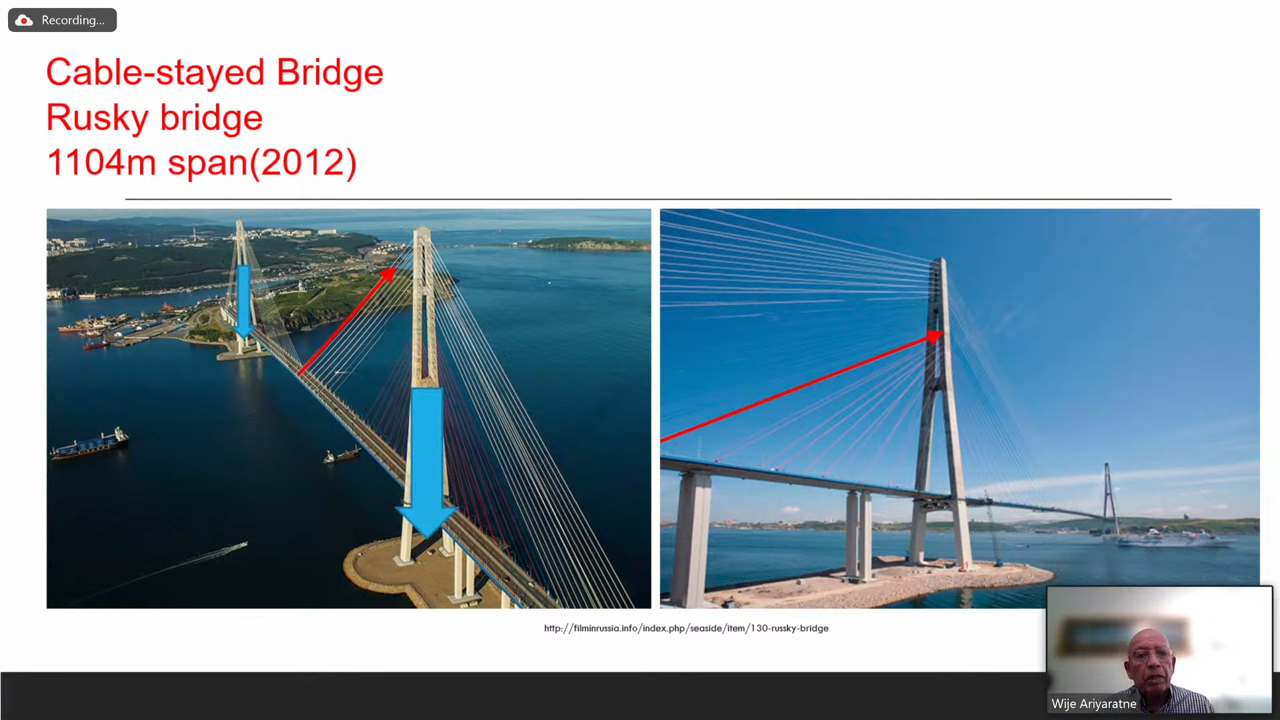 Recording...
Cable-stayed Bridge
Rusky bridge
1104m span(2012)
http://filminrussia.info/index.php/seaside/item/130-russky-bridge
Wije Ariyaratne